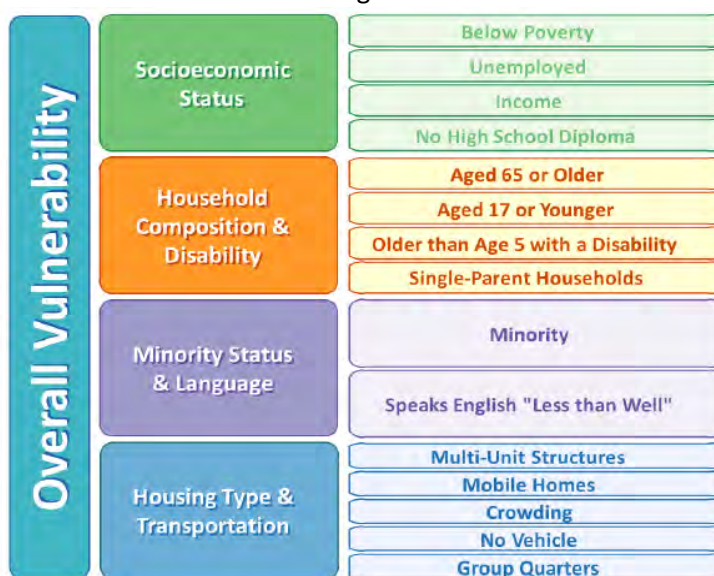 Overall Vulnerability
Socioeconomic
Status
Below Poverty
Unemployed
Income
No High School Diploma
Household
Composition &
Disability
Aged 65 or Older
Aged 17 or Younger
Older than Age 5 with a Disability
Single-Parent Households
Minority Status
& Language
Minority
Speaks English "Less than Well"
Housing Type &
Transportation
Multi-Unit Structures
Mobile Homes
Crowding
No Vehicle
Group Quarters